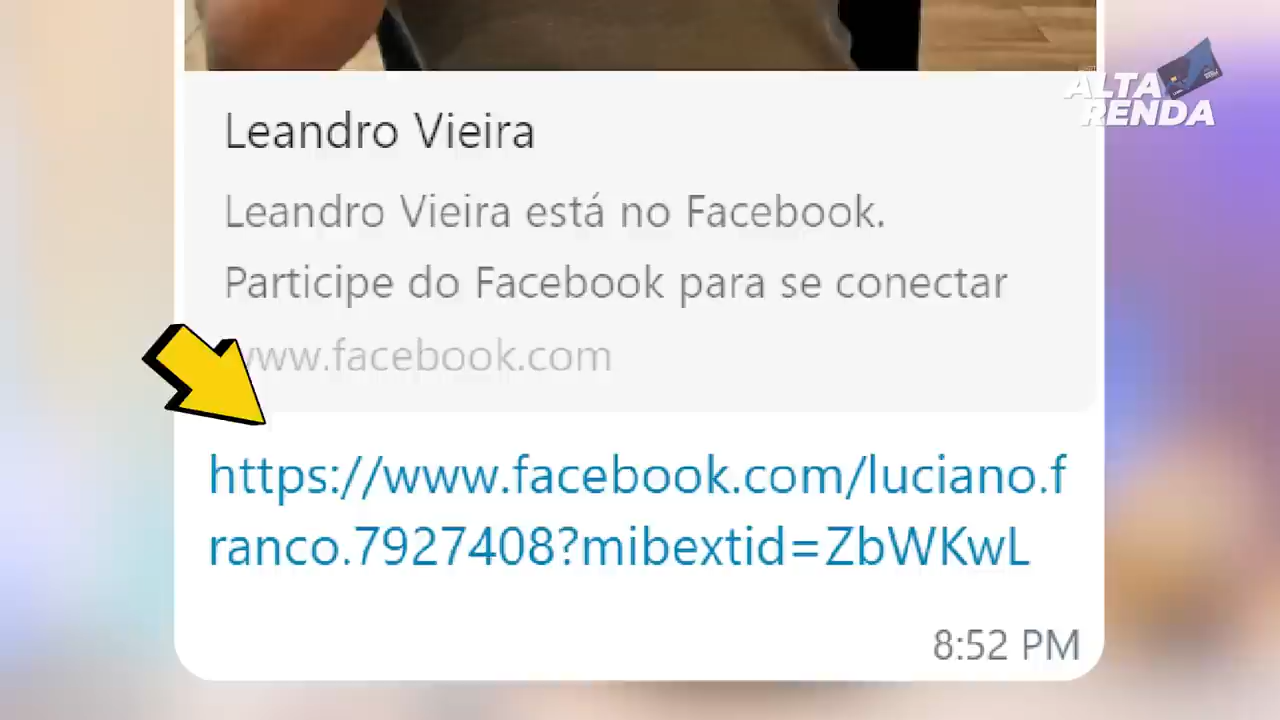 ALTA
RENDA
Leandro Vieira
Leandro Vieira está no Facebook.
Participe do Facebook para se conectar
www.facebook.com
https://www.facebook.com/luciano.f
ranco.7927408?mibextid=ZbWKwL
8:52 PM